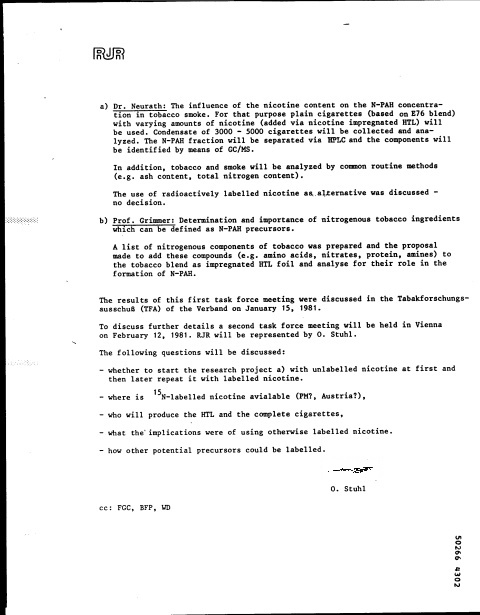 RJR
a) Dr. Neurath: The influence of the nicotine content on the N-PAH concentra-
tion in tobacco smoke. For that purpose plain cigarettes (based on E76 blend)
with varying amounts of nicotine (added via nicotine impregnated HTL) will
be used. Condensate of 3000 - 5000 cigarettes will be collected and ana-
lyzed. The N-PAH fraction will be separated via HPLC and the components will
be identified by means of GC/MS.
In addition, tobacco and smoke will be analyzed by common routine methods
(e.g. ash content, total nitrogen content).
The use of radioactively labelled nicotine as alternative was discussed -
no decision.
b) Prof. Grimmer: Determination and importance of nitrogenous tobacco ingredients
which can be defined as N-PAH precursors.
A list of nitrogenous components of tobacco was prepared and the proposal
made to add these compounds (e.g. amino acids, nitrates, protein, amines) to
the tobacco blend as impregnated HTL foil and analyse for their role in the
formation of N-PAH.
The results of this first task force meeting were discussed in the Tabakforschungs-
ausschuß (TFA) of the Verband on January 15, 1981.
To discuss further details a second task force meeting will be held in Vienna
on February 12, 1981. RJR will be represented by O. Stuhl.
The following questions will be discussed:
- whether to start the research project a) with unlabelled nicotine at first and
then later repeat it with labelled nicotine.
- where is 15N-labelled nicotine avialable (PM?, Austria?),
- who will produce the HTL and the complete cigarettes,
- what the implications were of using otherwise labelled nicotine.
- how other potential precursors could be labelled.
O. Stuhl
cc: FGC, BFP, WD
50266 4302